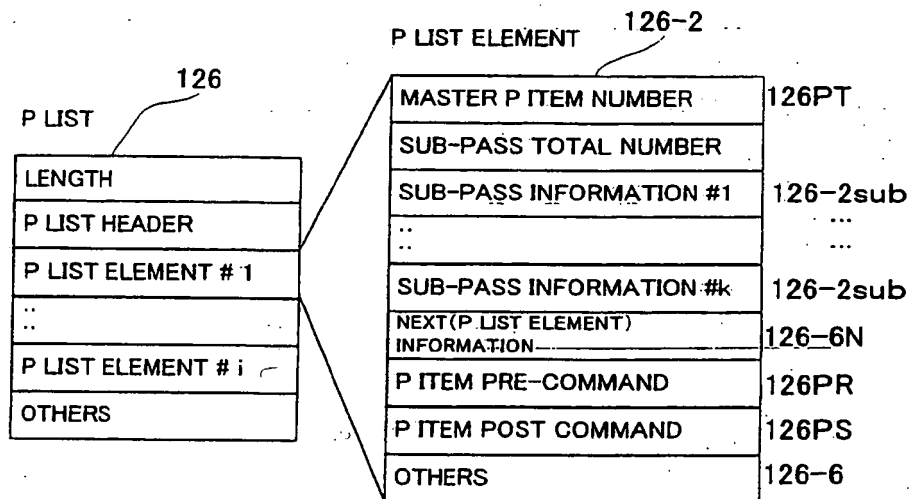 126
P LIST
LENGTH
P LIST HEADER
P LIST ELEMENT # 1
::
P LIST ELEMENT # i
OTHERS
P LIST ELEMENT
126-2
MASTER P ITEM NUMBER 126PT
SUB-PASS TOTAL NUMBER
SUB-PASS INFORMATION #1 126-2sub
:: ...
...
SUB-PASS INFORMATION #k 126-2sub
NEXT(P LIST ELEMENT)
INFORMATION 126-6N
P ITEM PRE-COMMAND 126PR
P ITEM POST COMMAND 126PS
OTHERS 126-6